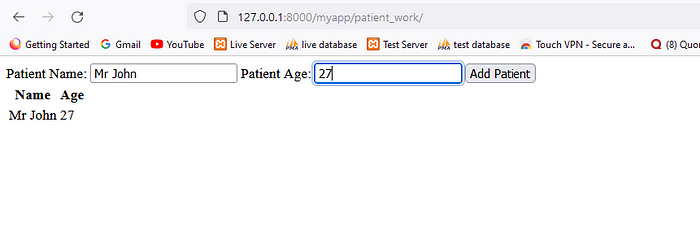 127.0.0.1:8000/myapp/patient_work/
Getting Started Gmail YouTube Live Server live database Test Server test database Touch VPN - Secure a... (8) Quor
Patient Name: Mr John Patient Age: 27 Add Patient
Name Age
Mr John 27